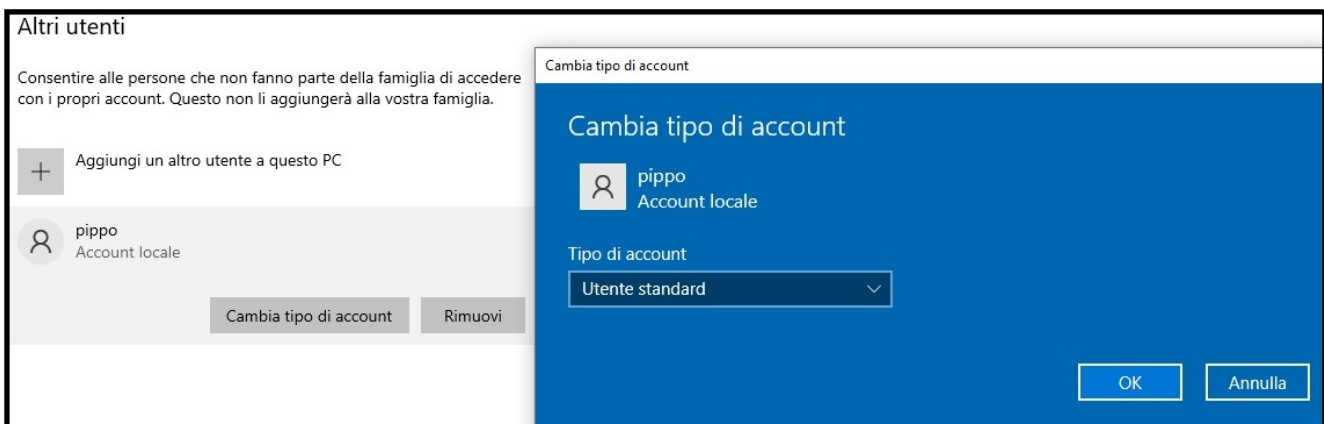 Altri utenti
Consentire alle persone che non fanno parte della famiglia di accedere
con i propri account. Questo non li aggiungerà alla vostra famiglia.
Aggiungi un altro utente a questo PC
pippo
Account locale
Cambia tipo di account
Rimuovi
Cambia tipo di account
Cambia tipo di account
pippo
Account locale
Tipo di account
Utente standard
OK
Annulla